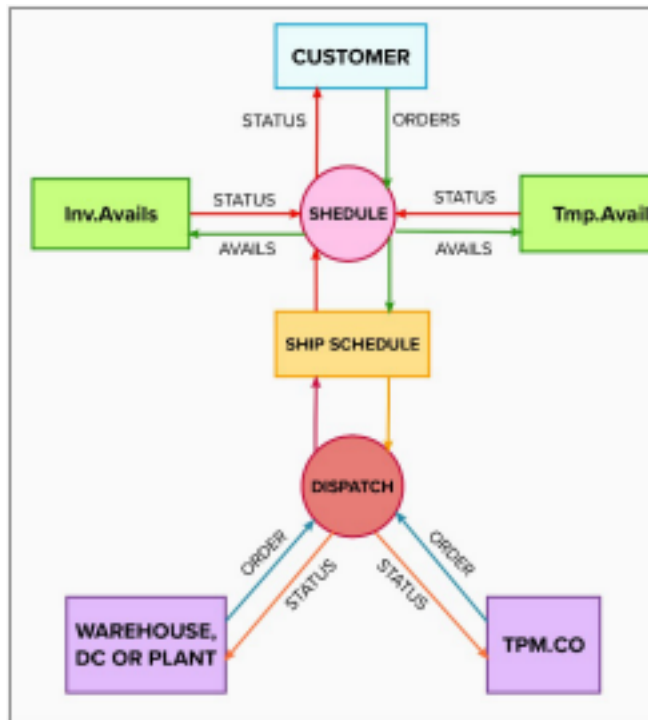 CUSTOMER
STATUS
ORDERS
Inv.Avails
STATUS
SHEDULE
STATUS
Tmp.Avail
AVAILS
AVAILS
SHIP SCHEDULE
DISPATCH
ORDER
STATUS
STATUS
ORDER
WAREHOUSE,
DC OR PLANT
TPM.CO